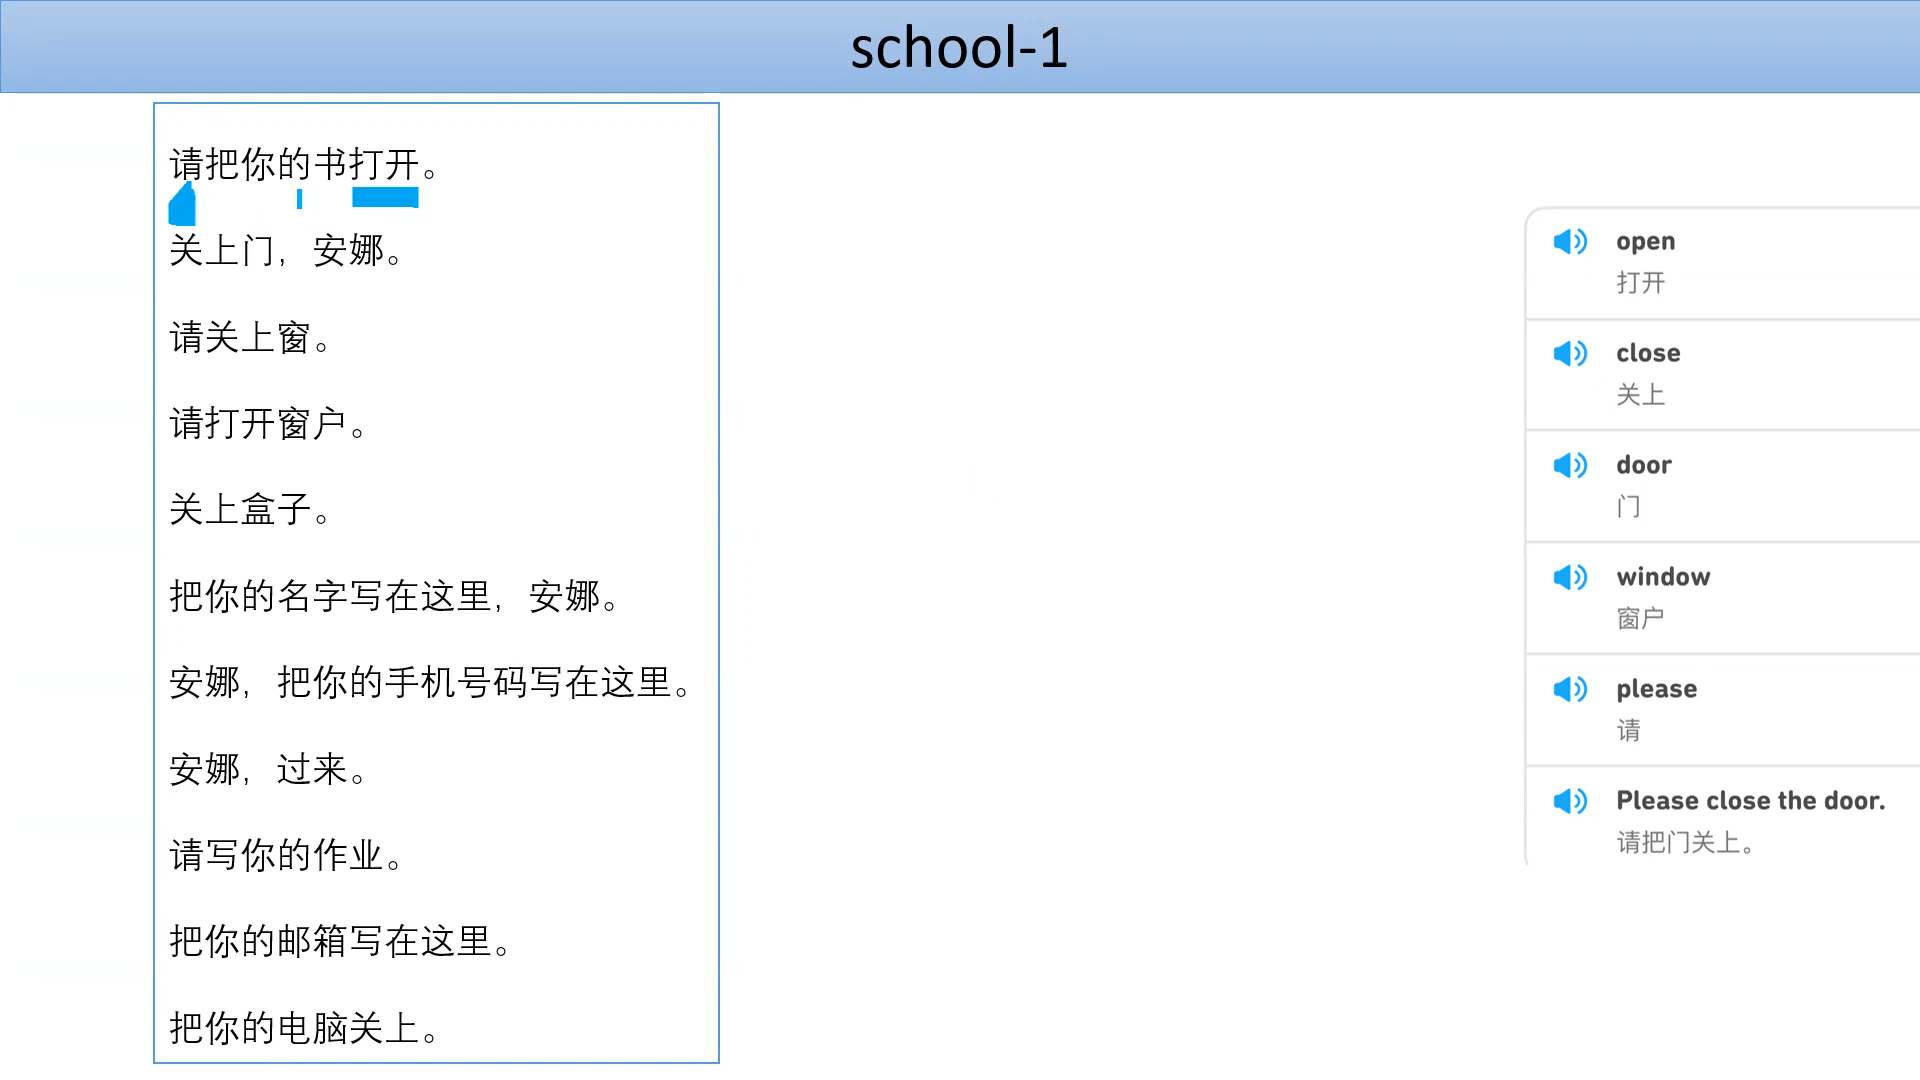 school-1
请把你的书打开。
关上门，安娜。
请关上窗。
请打开窗户。
关上盒子。
把你的名字写在这里，安娜。
安娜，把你的手机号码写在这里。
安娜，过来。
请写你的作业。
把你的邮箱写在这里。
把你的电脑关上。
open
打开
close
关上
door
门
window
窗户
please
请
Please close the door.
请把门关上。